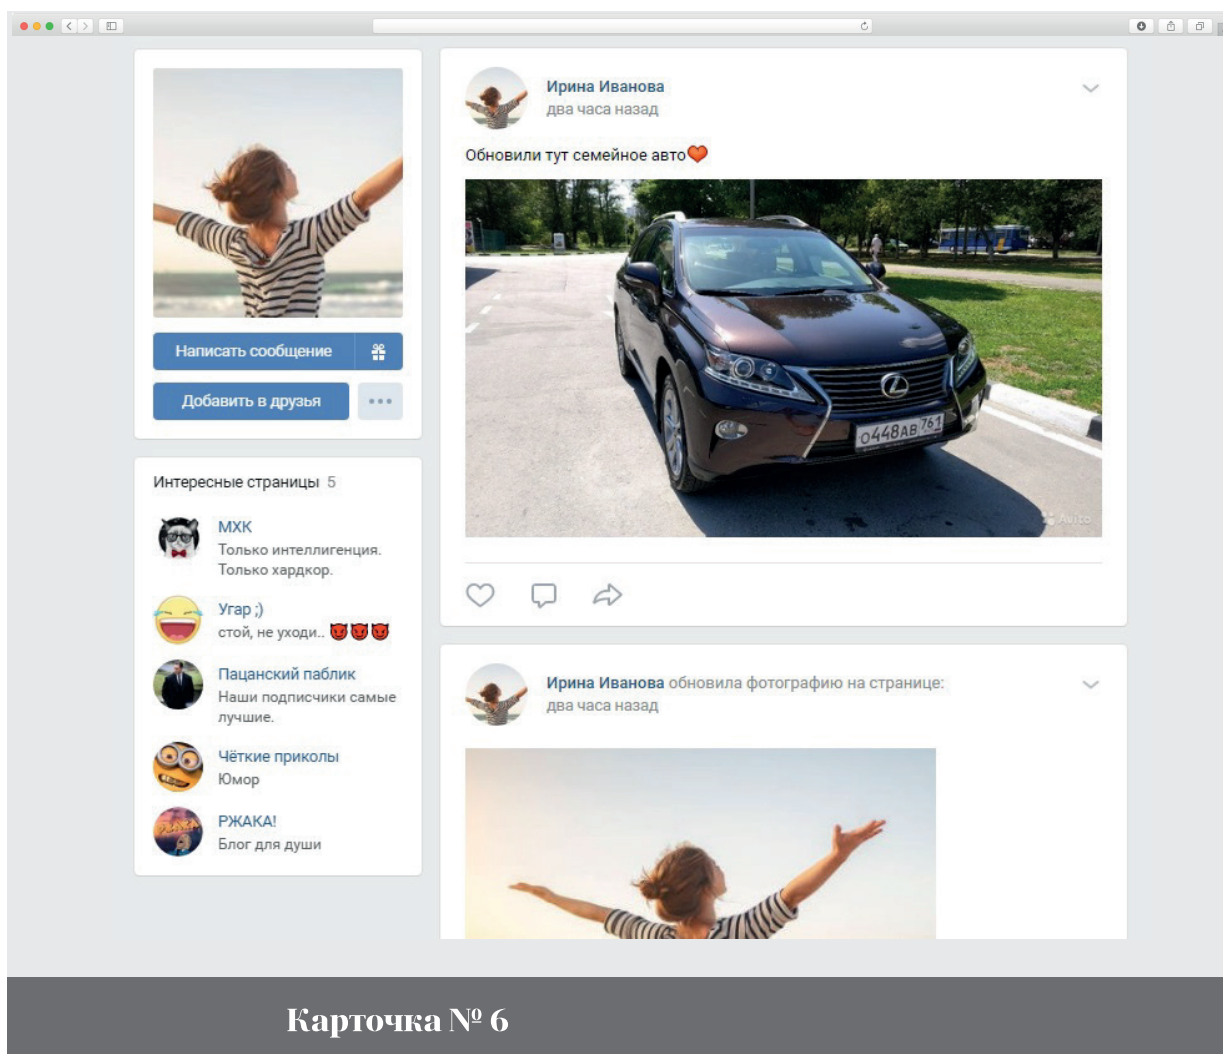 Ирина Иванова
два часа назад
Обновили тут семейное авто
О448АВ 761
Avito
Написать сообщение
Добавить в друзья
Интересные страницы 5
МХК
Только интеллигенция.
Только хардкор.
Угар ;)
стой, не уходи..
Пацанский паблик
Наши подписчики самые
лучшие.
Чёткие приколы
Юмор
РЖАКА!
Блог для души
Ирина Иванова обновила фотографию на странице:
два часа назад
Карточка № 6